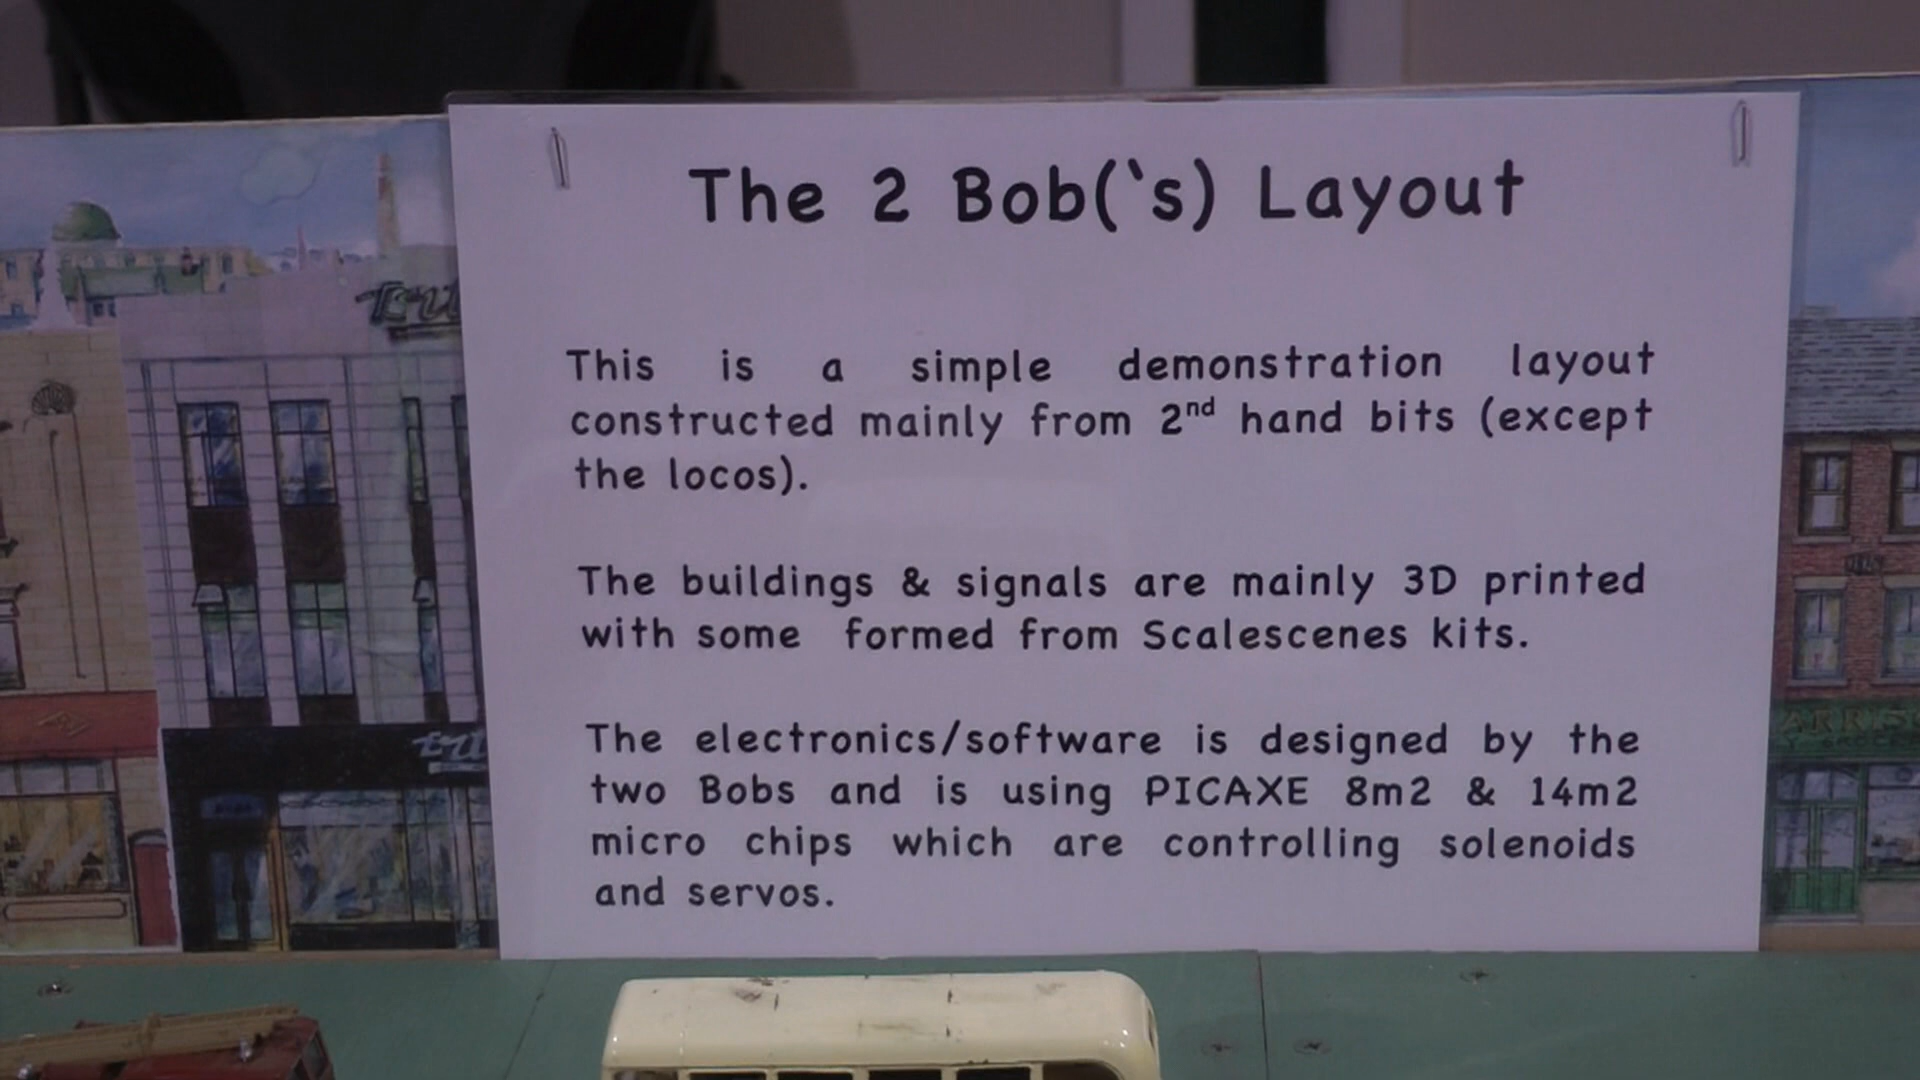 The 2 Bob(‘s) Layout
This is a simple demonstration layout
constructed mainly from 2nd hand bits (except
the locos).
The buildings & signals are mainly 3D printed
with some formed from Scalescenes kits.
The electronics/software is designed by the
two Bobs and is using PICAXE 8m2 & 14m2
micro chips which are controlling solenoids
and servos.